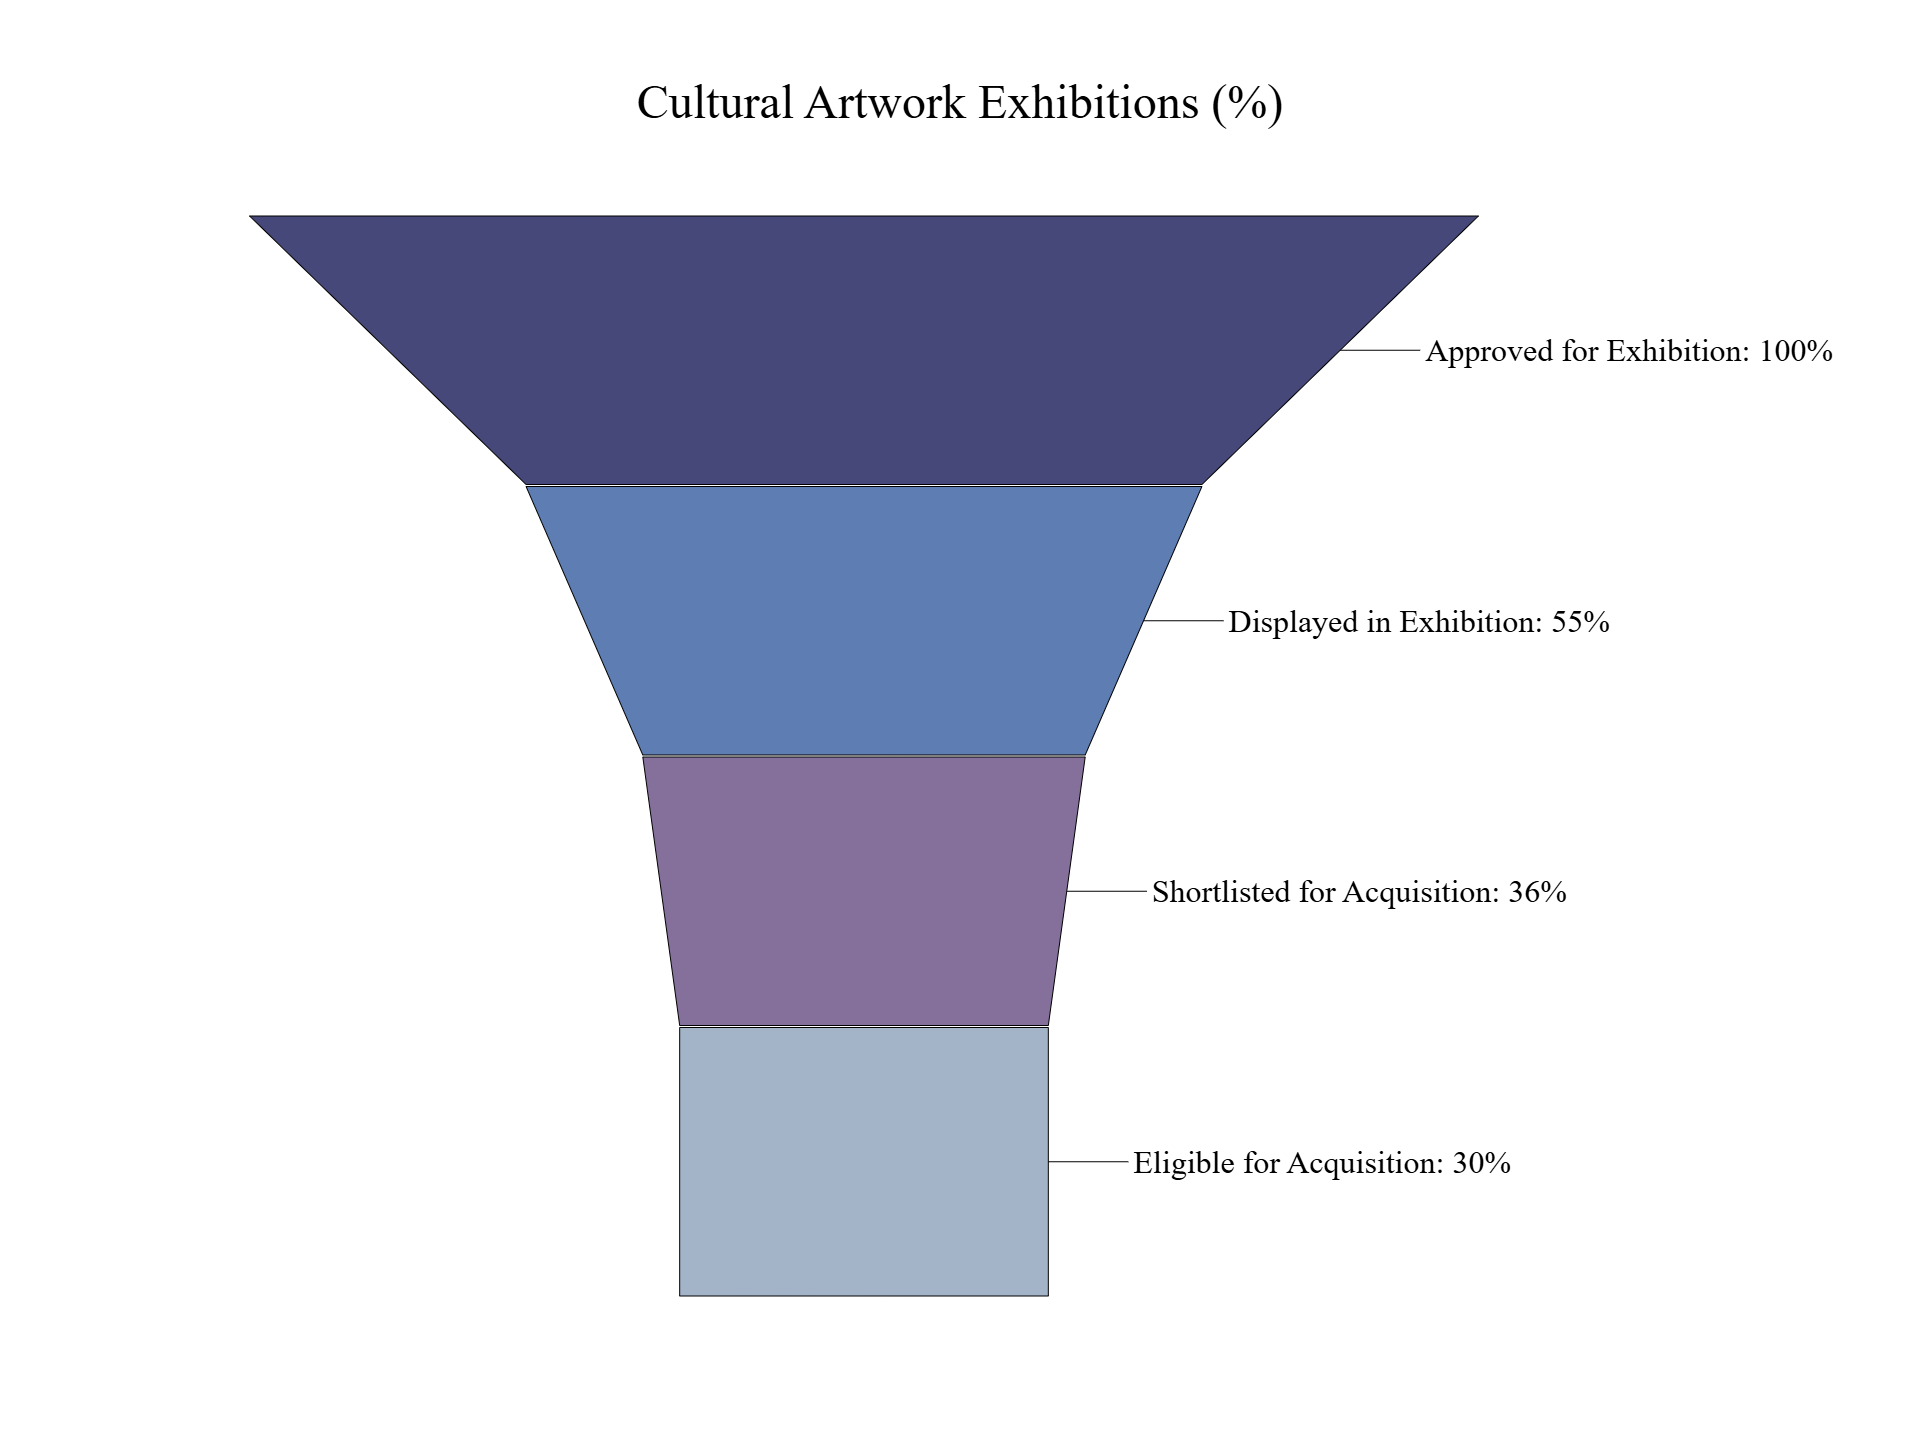 Cultural Artwork Exhibitions (%)
Approved for Exhibition: 100%
Displayed in Exhibition: 55%
Shortlisted for Acquisition: 36%
Eligible for Acquisition: 30%